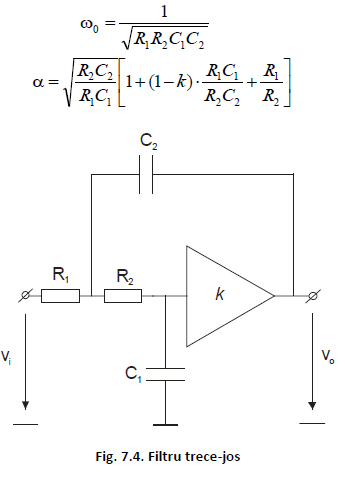 ω₀ = 1 / √(R₁R₂C₁C₂)
α = √(R₂C₂ / R₁C₁) [1 + (1 − k) · R₁C₁ / R₂C₂ + R₁ / R₂]
C₂
R₁ R₂ k
Vᵢ C₁ Vₒ
Fig. 7.4. Filtru trece-jos